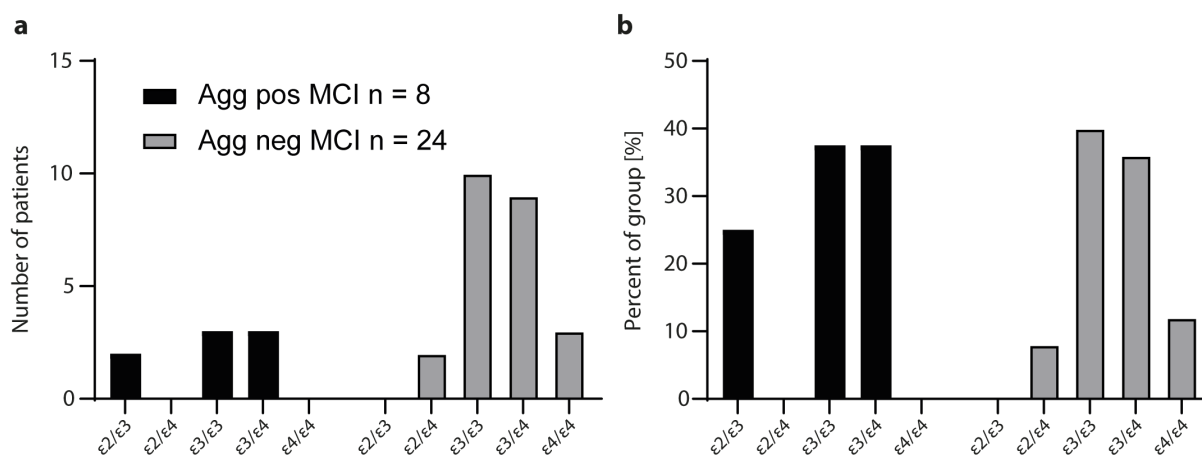 a
Number of patients
15
10
5
0
Agg pos MCI n = 8
Agg neg MCI n = 24
ε2/ε3
ε2/ε4
ε3/ε3
ε3/ε4
ε4/ε4
ε2/ε3
ε2/ε4
ε3/ε3
ε3/ε4
ε4/ε4
b
Percent of group [%]
50
40
30
20
10
0
ε2/ε3
ε2/ε4
ε3/ε3
ε3/ε4
ε4/ε4
ε2/ε3
ε2/ε4
ε3/ε3
ε3/ε4
ε4/ε4